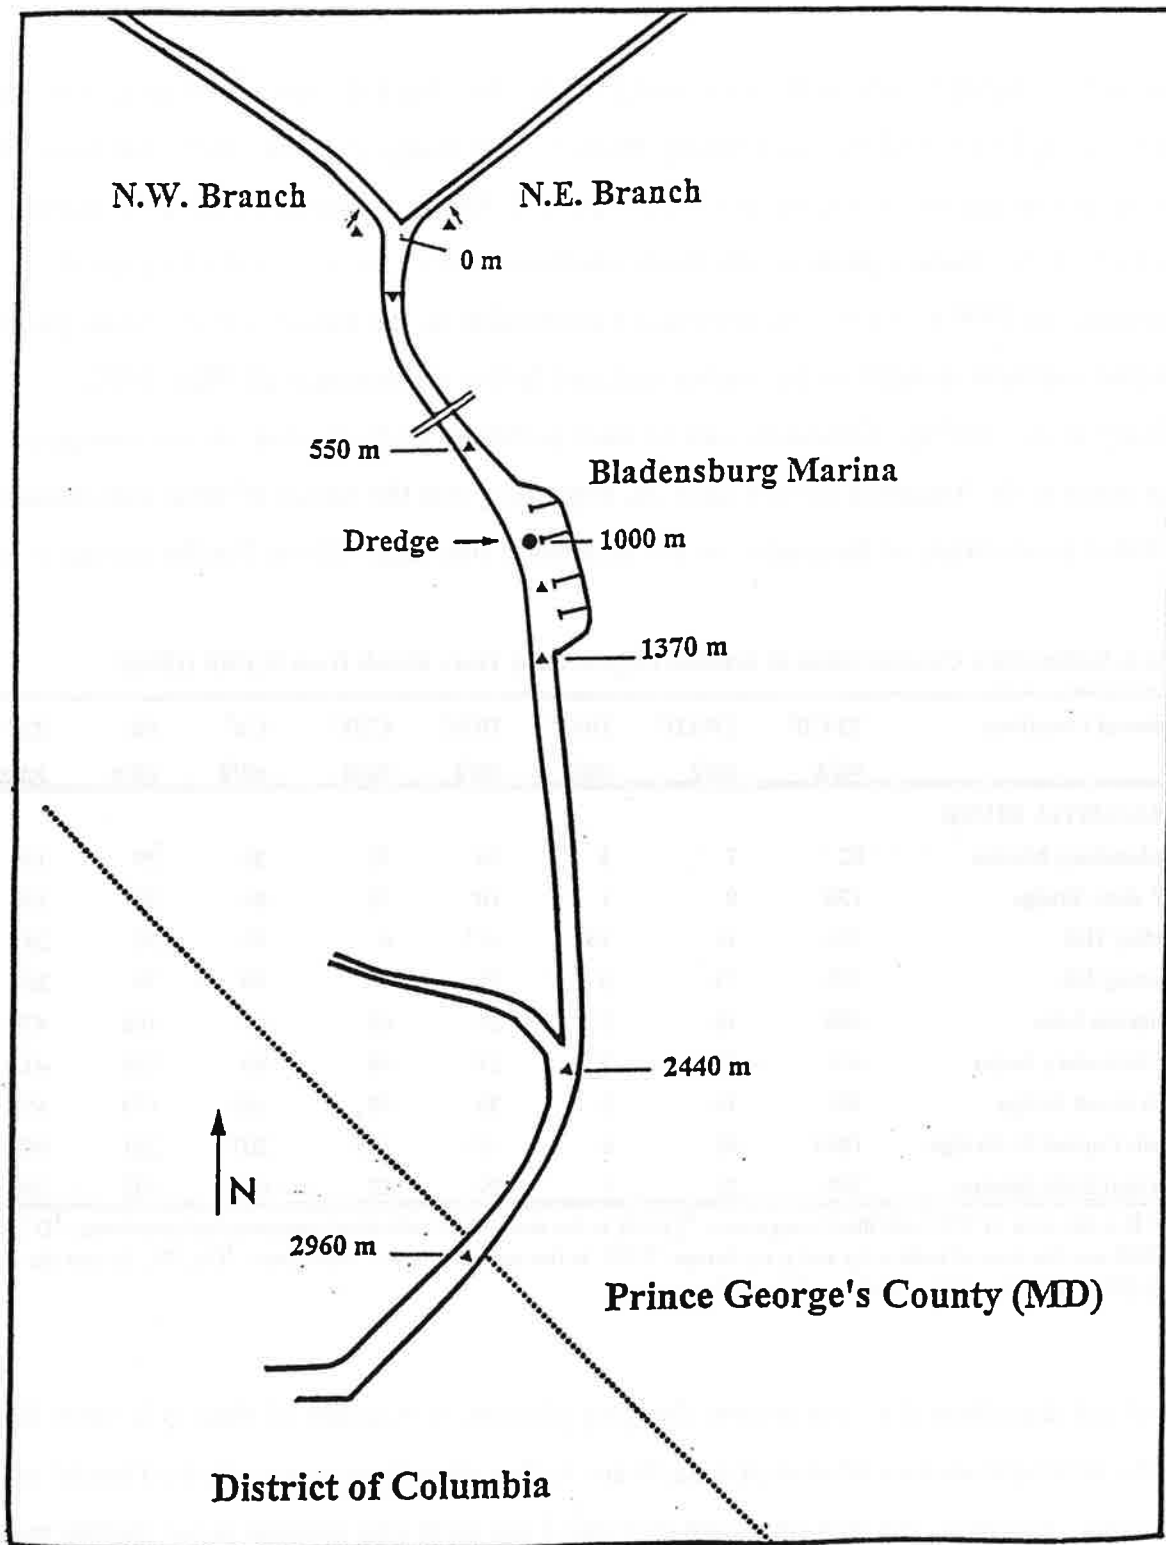 N.W. Branch
N.E. Branch
0 m
550 m
Bladensburg Marina
Dredge
1000 m
1370 m
2440 m
N
2960 m
Prince George's County (MD)
District of Columbia